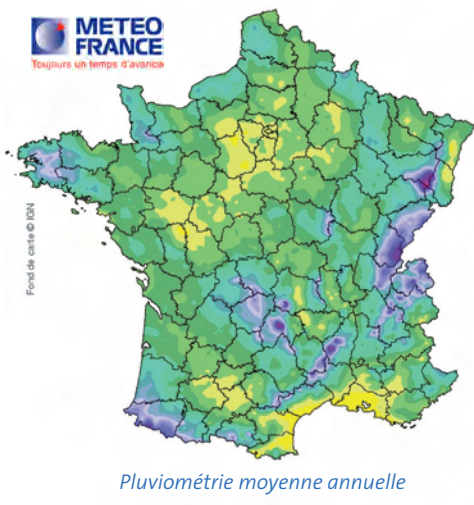 METEO
FRANCE
Toujours un temps d'avance
Fond de carte © IGN
Pluviométrie moyenne annuelle